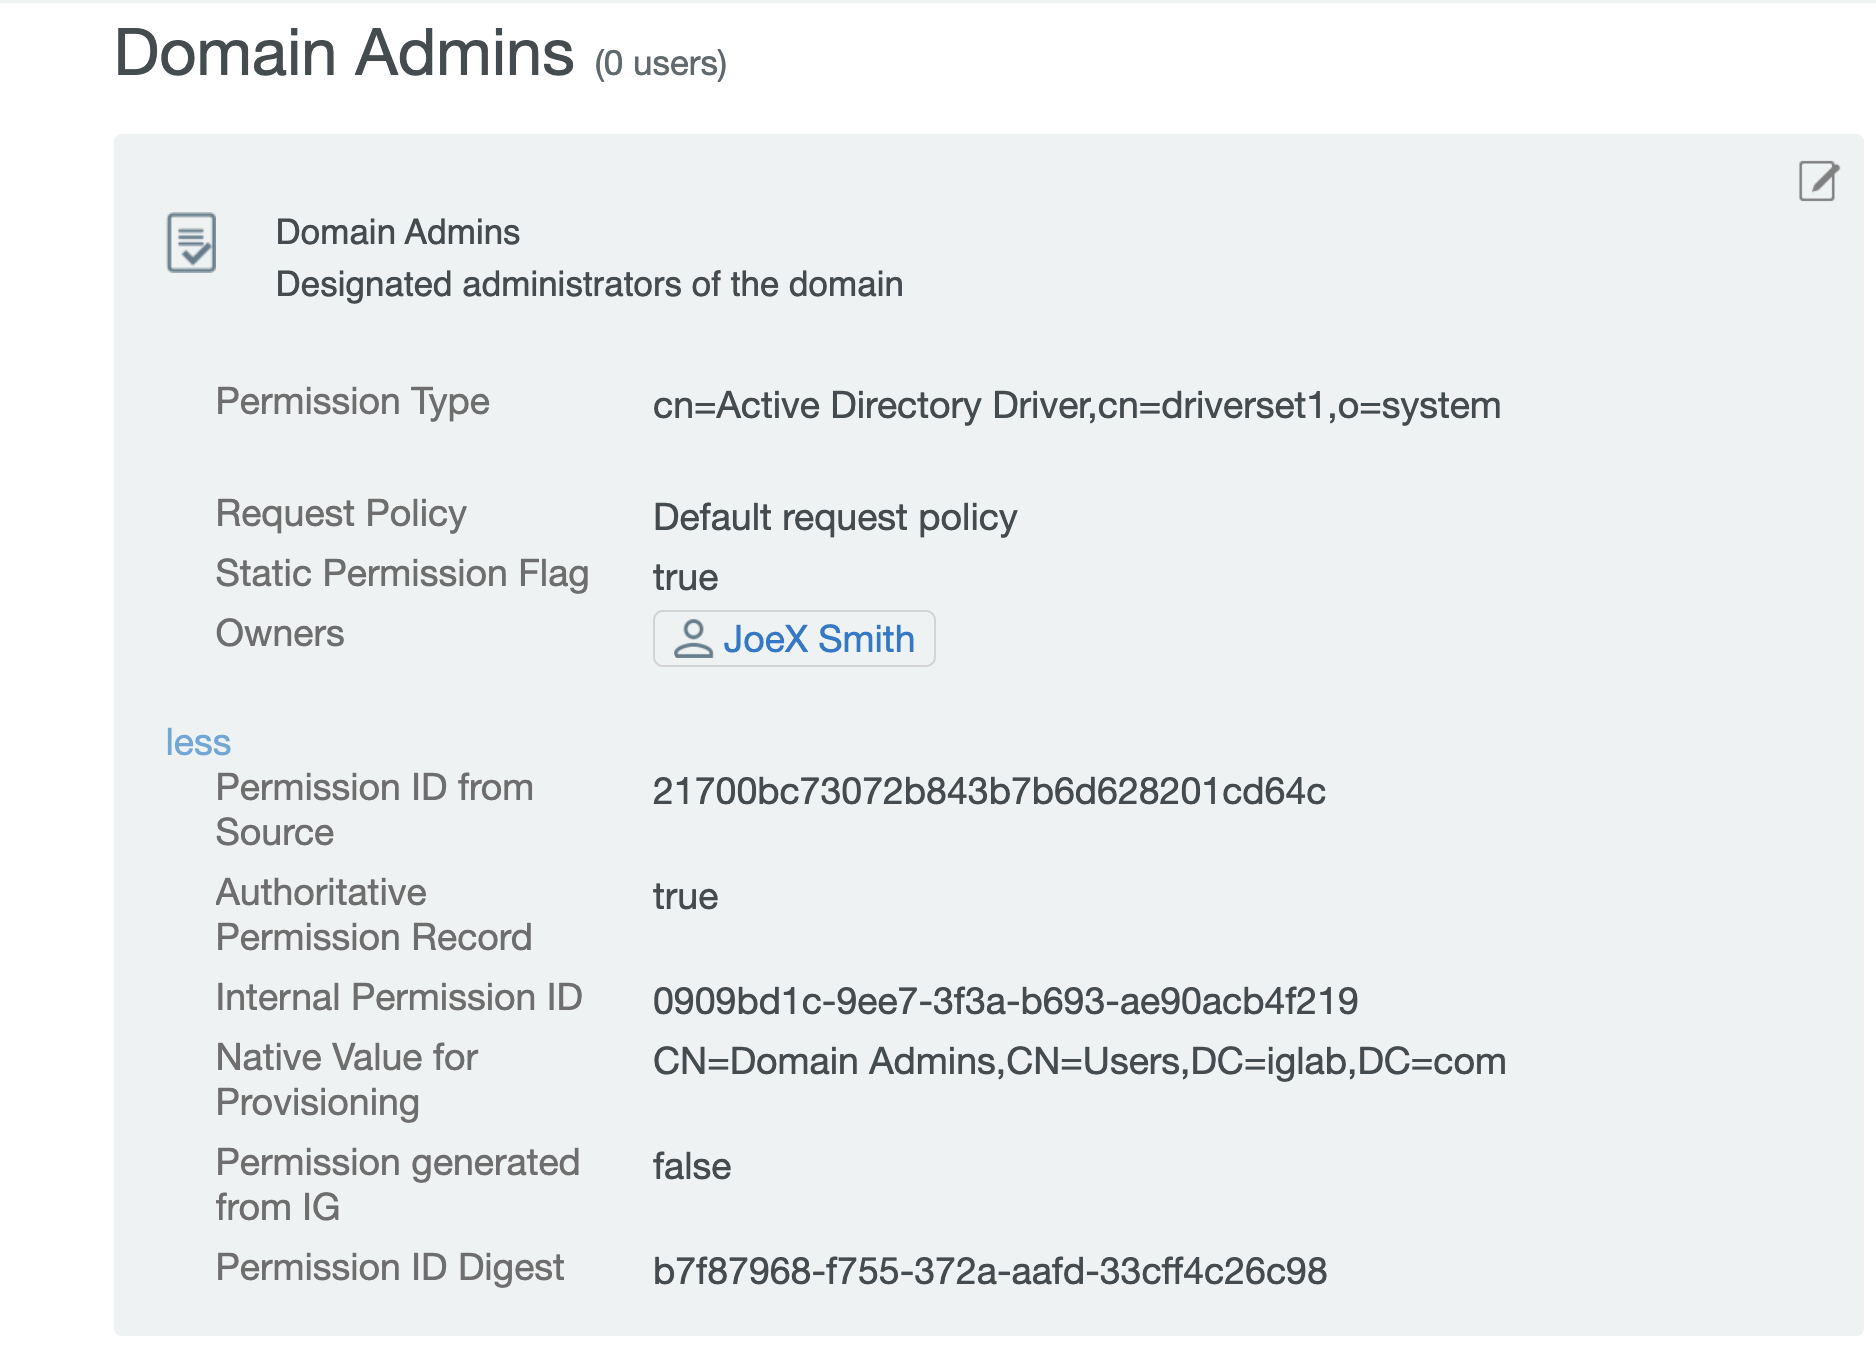 Domain Admins (0 users)
Domain Admins
Designated administrators of the domain
Permission Type cn=Active Directory Driver,cn=driverset1,o=system
Request Policy Default request policy
Static Permission Flag true
Owners JoeX Smith
less
Permission ID from 21700bc73072b843b7b6d628201cd64c
Source
Authoritative true
Permission Record
Internal Permission ID 0909bd1c-9ee7-3f3a-b693-ae90acb4f219
Native Value for CN=Domain Admins,CN=Users,DC=iglab,DC=com
Provisioning
Permission generated false
from IG
Permission ID Digest b7f87968-f755-372a-aafd-33cff4c26c98